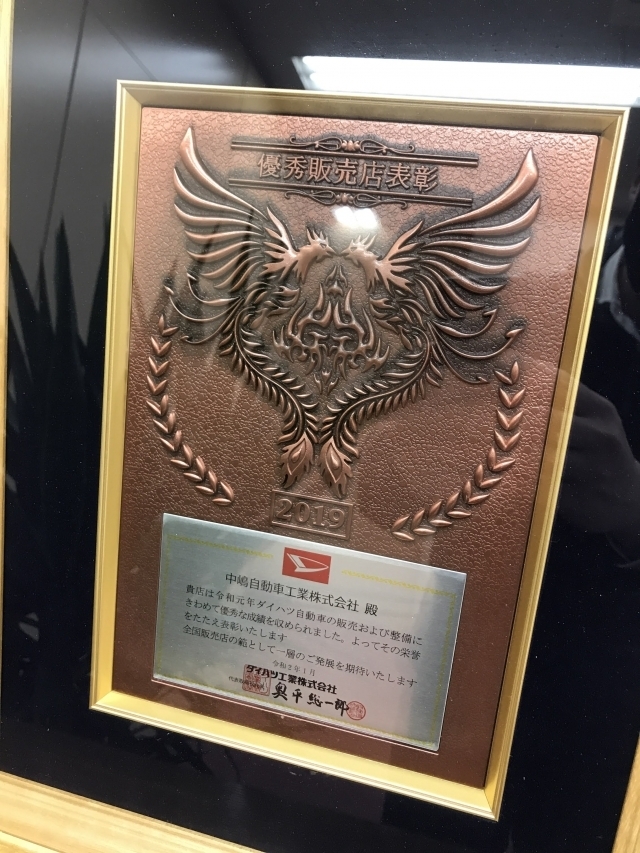 優秀販売店表彰
2019
中嶋自動車工業株式会社 殿
貴店は令和元年ダイハツ自動車の販売および整備に
きわめて優秀な成績を収められました。よってその栄誉
をたたえ表彰いたします
全国販売店の範として一層のご発展を期待いたします
令和2年1月
ダイハツ工業株式会社
奥平総一郎